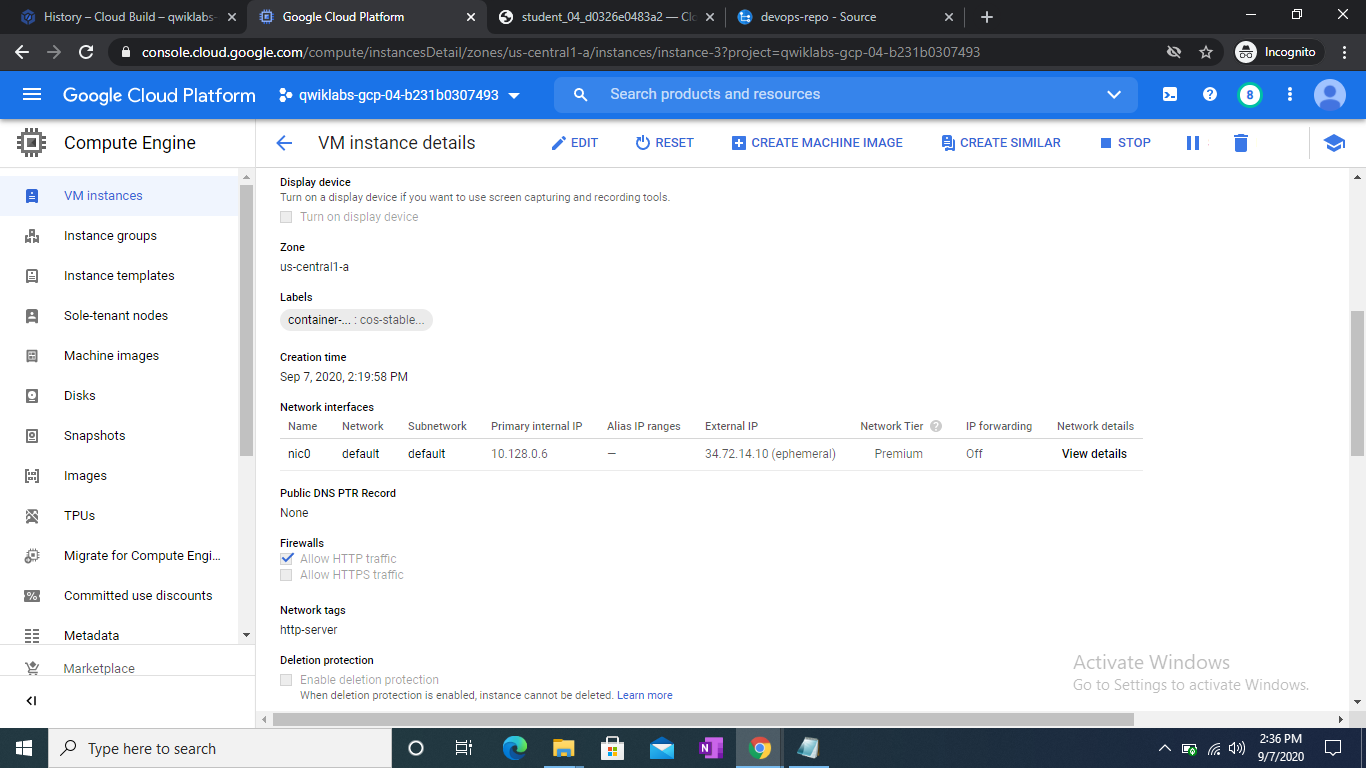 History – Cloud Build – qwiklabs-
Google Cloud Platform
student_04_d0326e0483a2 — Clo
devops-repo - Source
console.cloud.google.com/compute/instancesDetail/zones/us-central1-a/instances/instance-3?project=qwiklabs-gcp-04-b231b0307493
Incognito
Google Cloud Platform
qwiklabs-gcp-04-b231b0307493
Search products and resources
8
Compute Engine
VM instance details
EDIT
RESET
CREATE MACHINE IMAGE
CREATE SIMILAR
STOP
VM instances
Instance groups
Instance templates
Sole-tenant nodes
Machine images
Disks
Snapshots
Images
TPUs
Migrate for Compute Engi...
Committed use discounts
Metadata
Marketplace
Display device
Turn on a display device if you want to use screen capturing and recording tools.
Turn on display device
Zone
us-central1-a
Labels
container-... : cos-stable...
Creation time
Sep 7, 2020, 2:19:58 PM
Network interfaces
Name Network Subnetwork Primary internal IP Alias IP ranges External IP Network Tier ? IP forwarding Network details
nic0 default default 10.128.0.6 — 34.72.14.10 (ephemeral) Premium Off View details
Public DNS PTR Record
None
Firewalls
Allow HTTP traffic
Allow HTTPS traffic
Network tags
http-server
Deletion protection
Enable deletion protection
When deletion protection is enabled, instance cannot be deleted. Learn more
Activate Windows
Go to Settings to activate Windows.
Type here to search
2:36 PM
9/7/2020